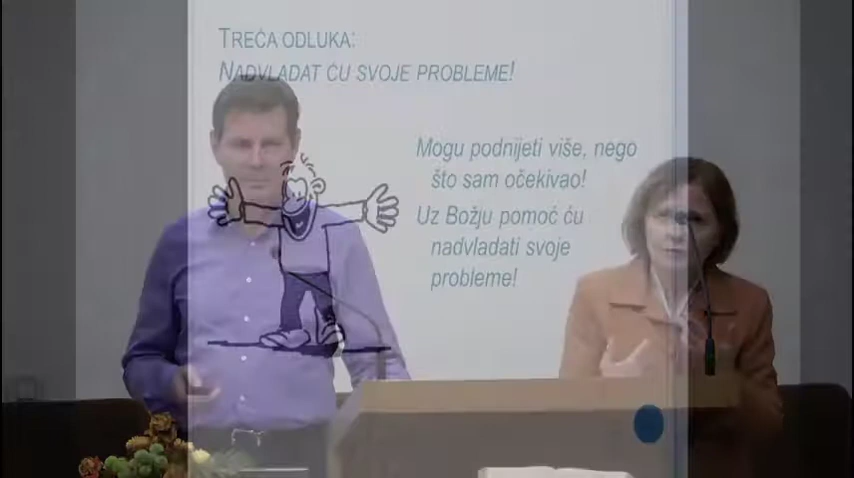 TREĆA ODLUKA:
NADVLADAT ĆU SVOJE PROBLEME!
Mogu podnijeti više, nego
što sam očekivao!
Uz Božju pomoć ću
nadvladati svoje
probleme!